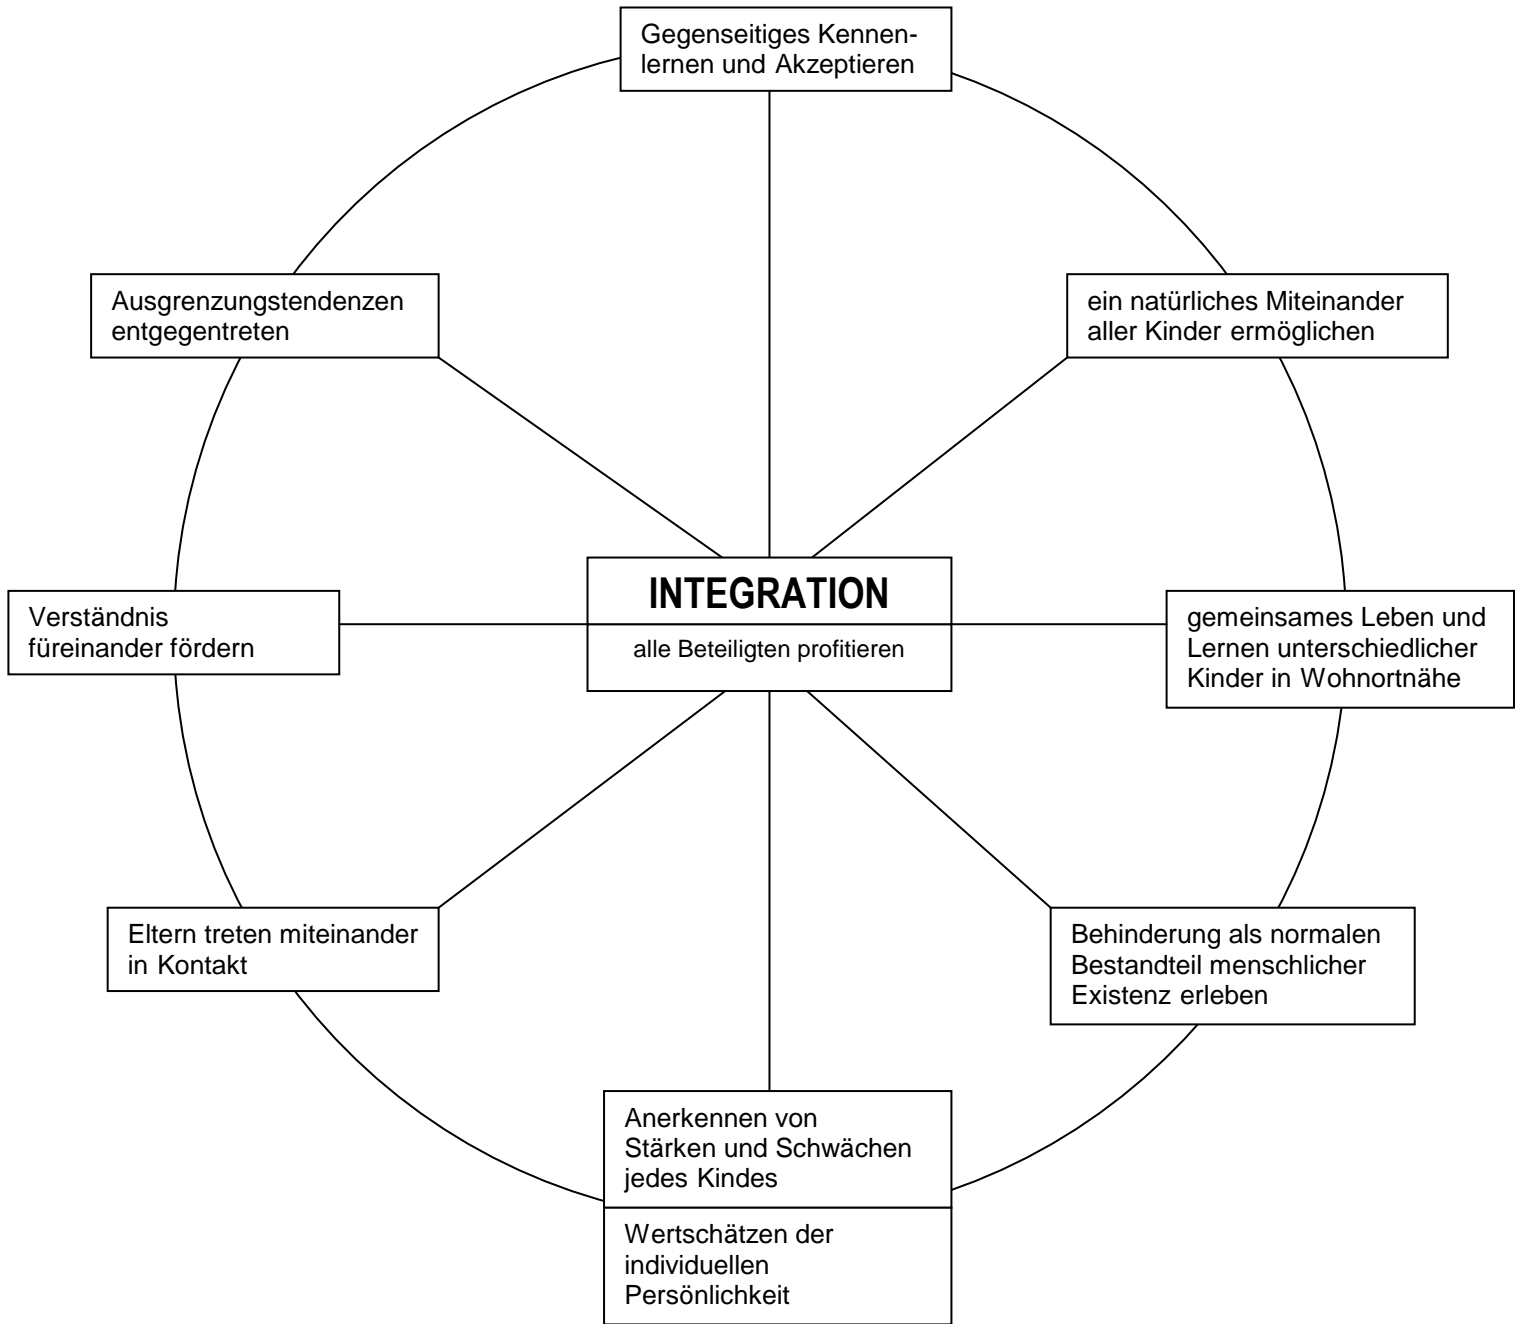 Gegenseitiges Kennen-
lernen und Akzeptieren
Ausgrenzungstendenzen
entgegentreten
ein natürliches Miteinander
aller Kinder ermöglichen
INTEGRATION
alle Beteiligten profitieren
Verständnis
füreinander fördern
gemeinsames Leben und
Lernen unterschiedlicher
Kinder in Wohnortnähe
Eltern treten miteinander
in Kontakt
Behinderung als normalen
Bestandteil menschlicher
Existenz erleben
Anerkennen von
Stärken und Schwächen
jedes Kindes
Wertschätzen der
individuellen
Persönlichkeit